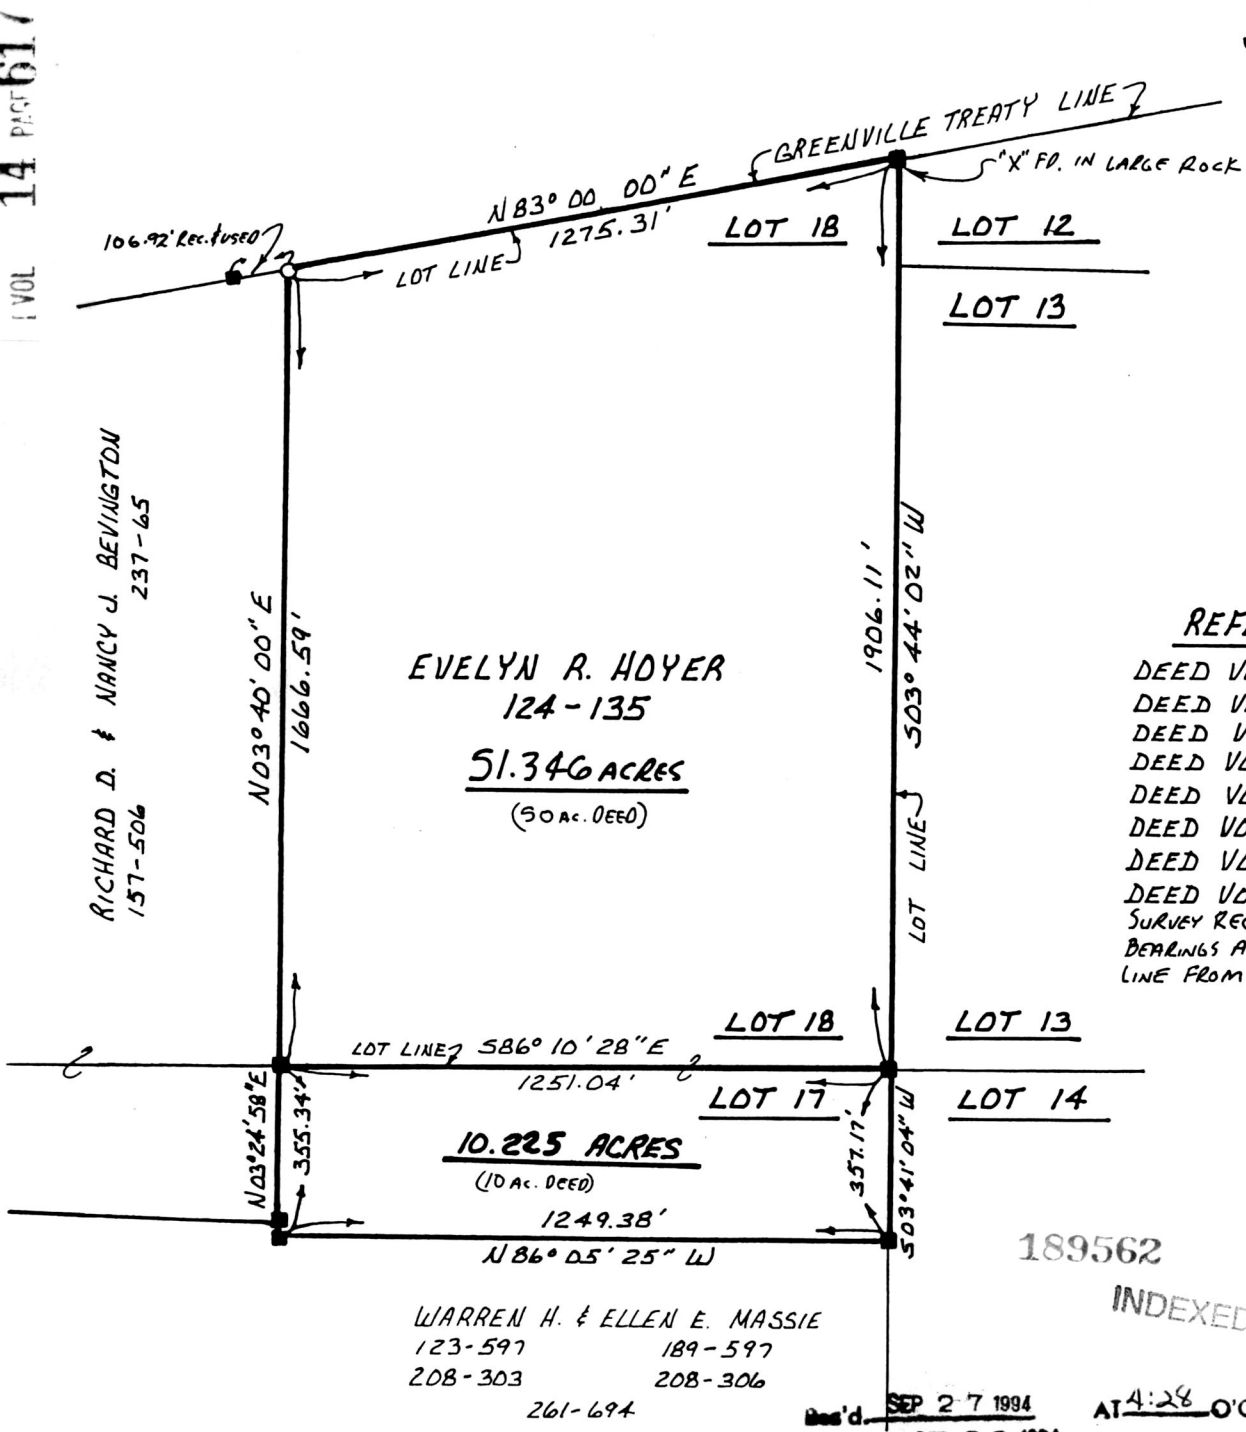 VOL 14 PAGE 617
GREENVILLE TREATY LINE
"X" FD. IN LARGE ROCK
N 83° 00' 00" E
1275.31'
LOT LINE
106.92' REC. & USED
LOT 18
LOT 12
LOT 13
RICHARD D. & NANCY J. BEVINGTON
157-506 237-65
N03° 40' 00" E
1666.59'
EVELYN R. HOYER
124-135
51.346 ACRES
(50 AC. DEED)
1906.11'
S03° 44' 02" W
LOT LINE
DEED
DEED
DEED
DEED
DEED
DEED
DEED
DEED
SURVEY
BEARINGS
LINE FROM
LOT 18
LOT 13
LOT LINE S86° 10' 28" E
1251.04'
LOT 17
LOT 14
N03° 24' 58" E
355.34'
10.225 ACRES
(10 AC. DEED)
357.17'
S03° 41' 04" W
1249.38'
N 86° 05' 25" W
189562
INDEXED
WARREN H. & ELLEN E. MASSIE
123-597 189-597
208-303 208-306
261-694
Rec'd. SEP 27 1994 AT 4:28